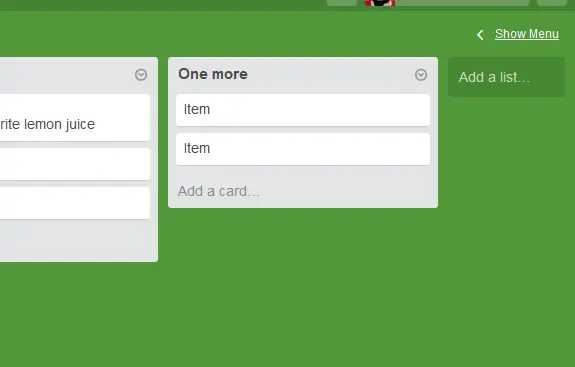 Show Menu
rite lemon juice
One more
Item
Item
Add a card...
Add a list...